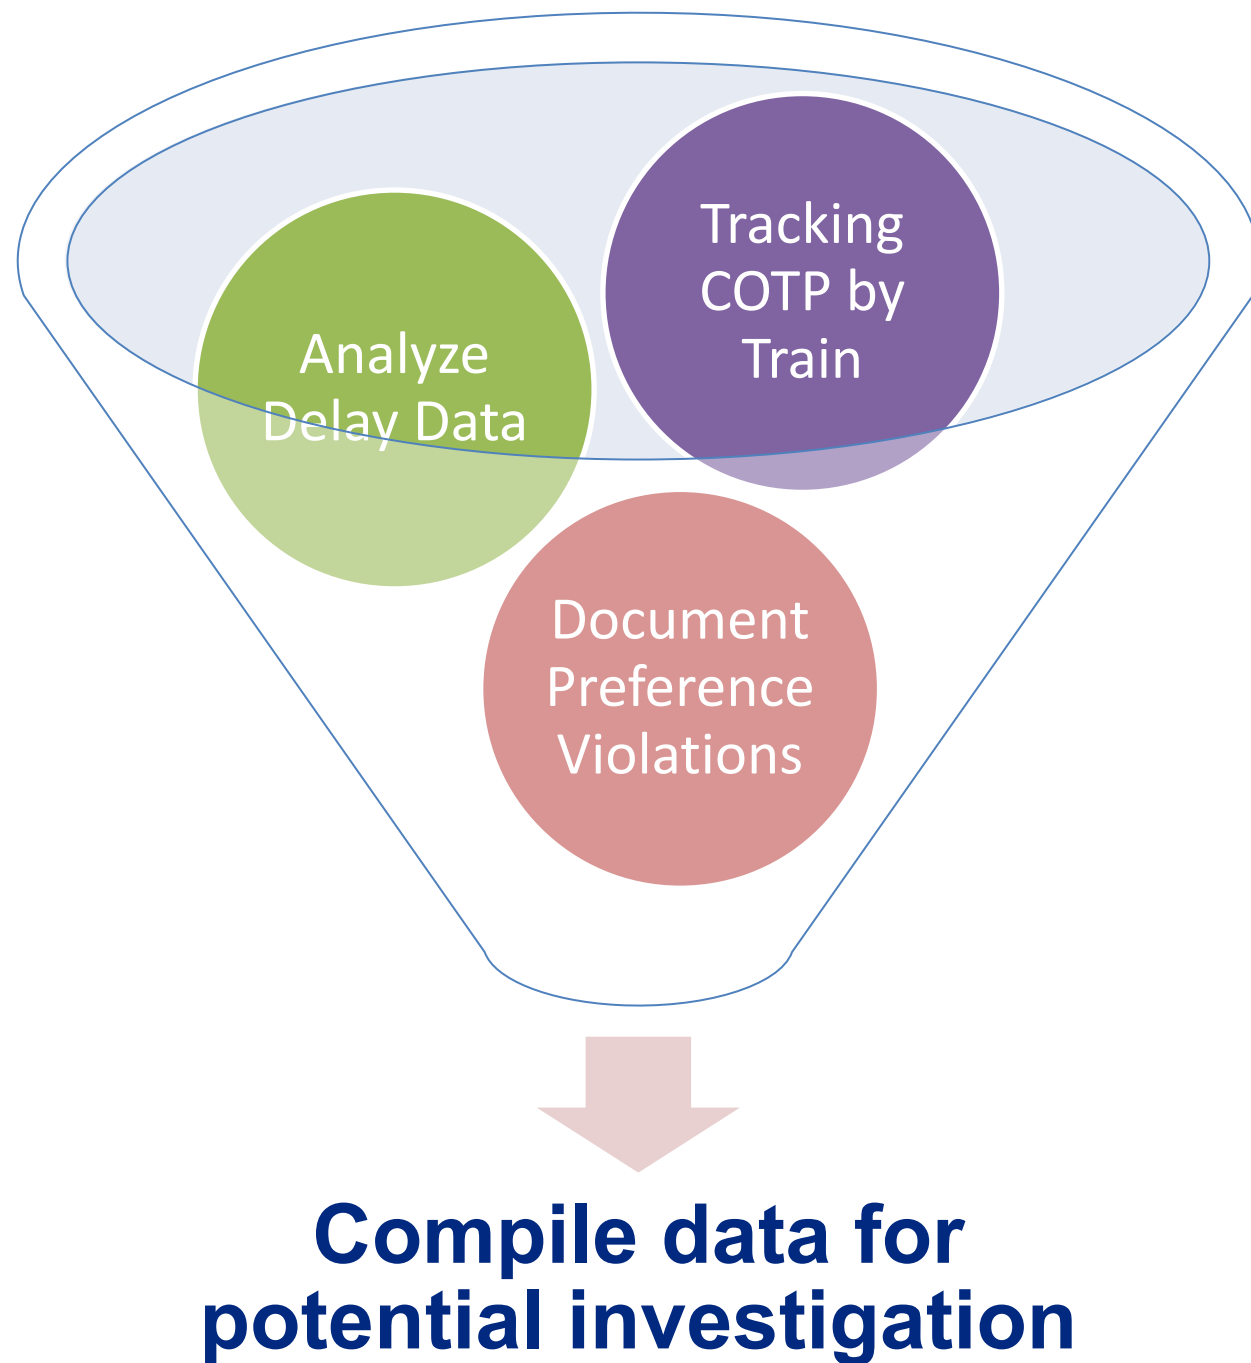 Tracking
COTP by
Train
Analyze
Delay Data
Document
Preference
Violations
Compile data for
potential investigation